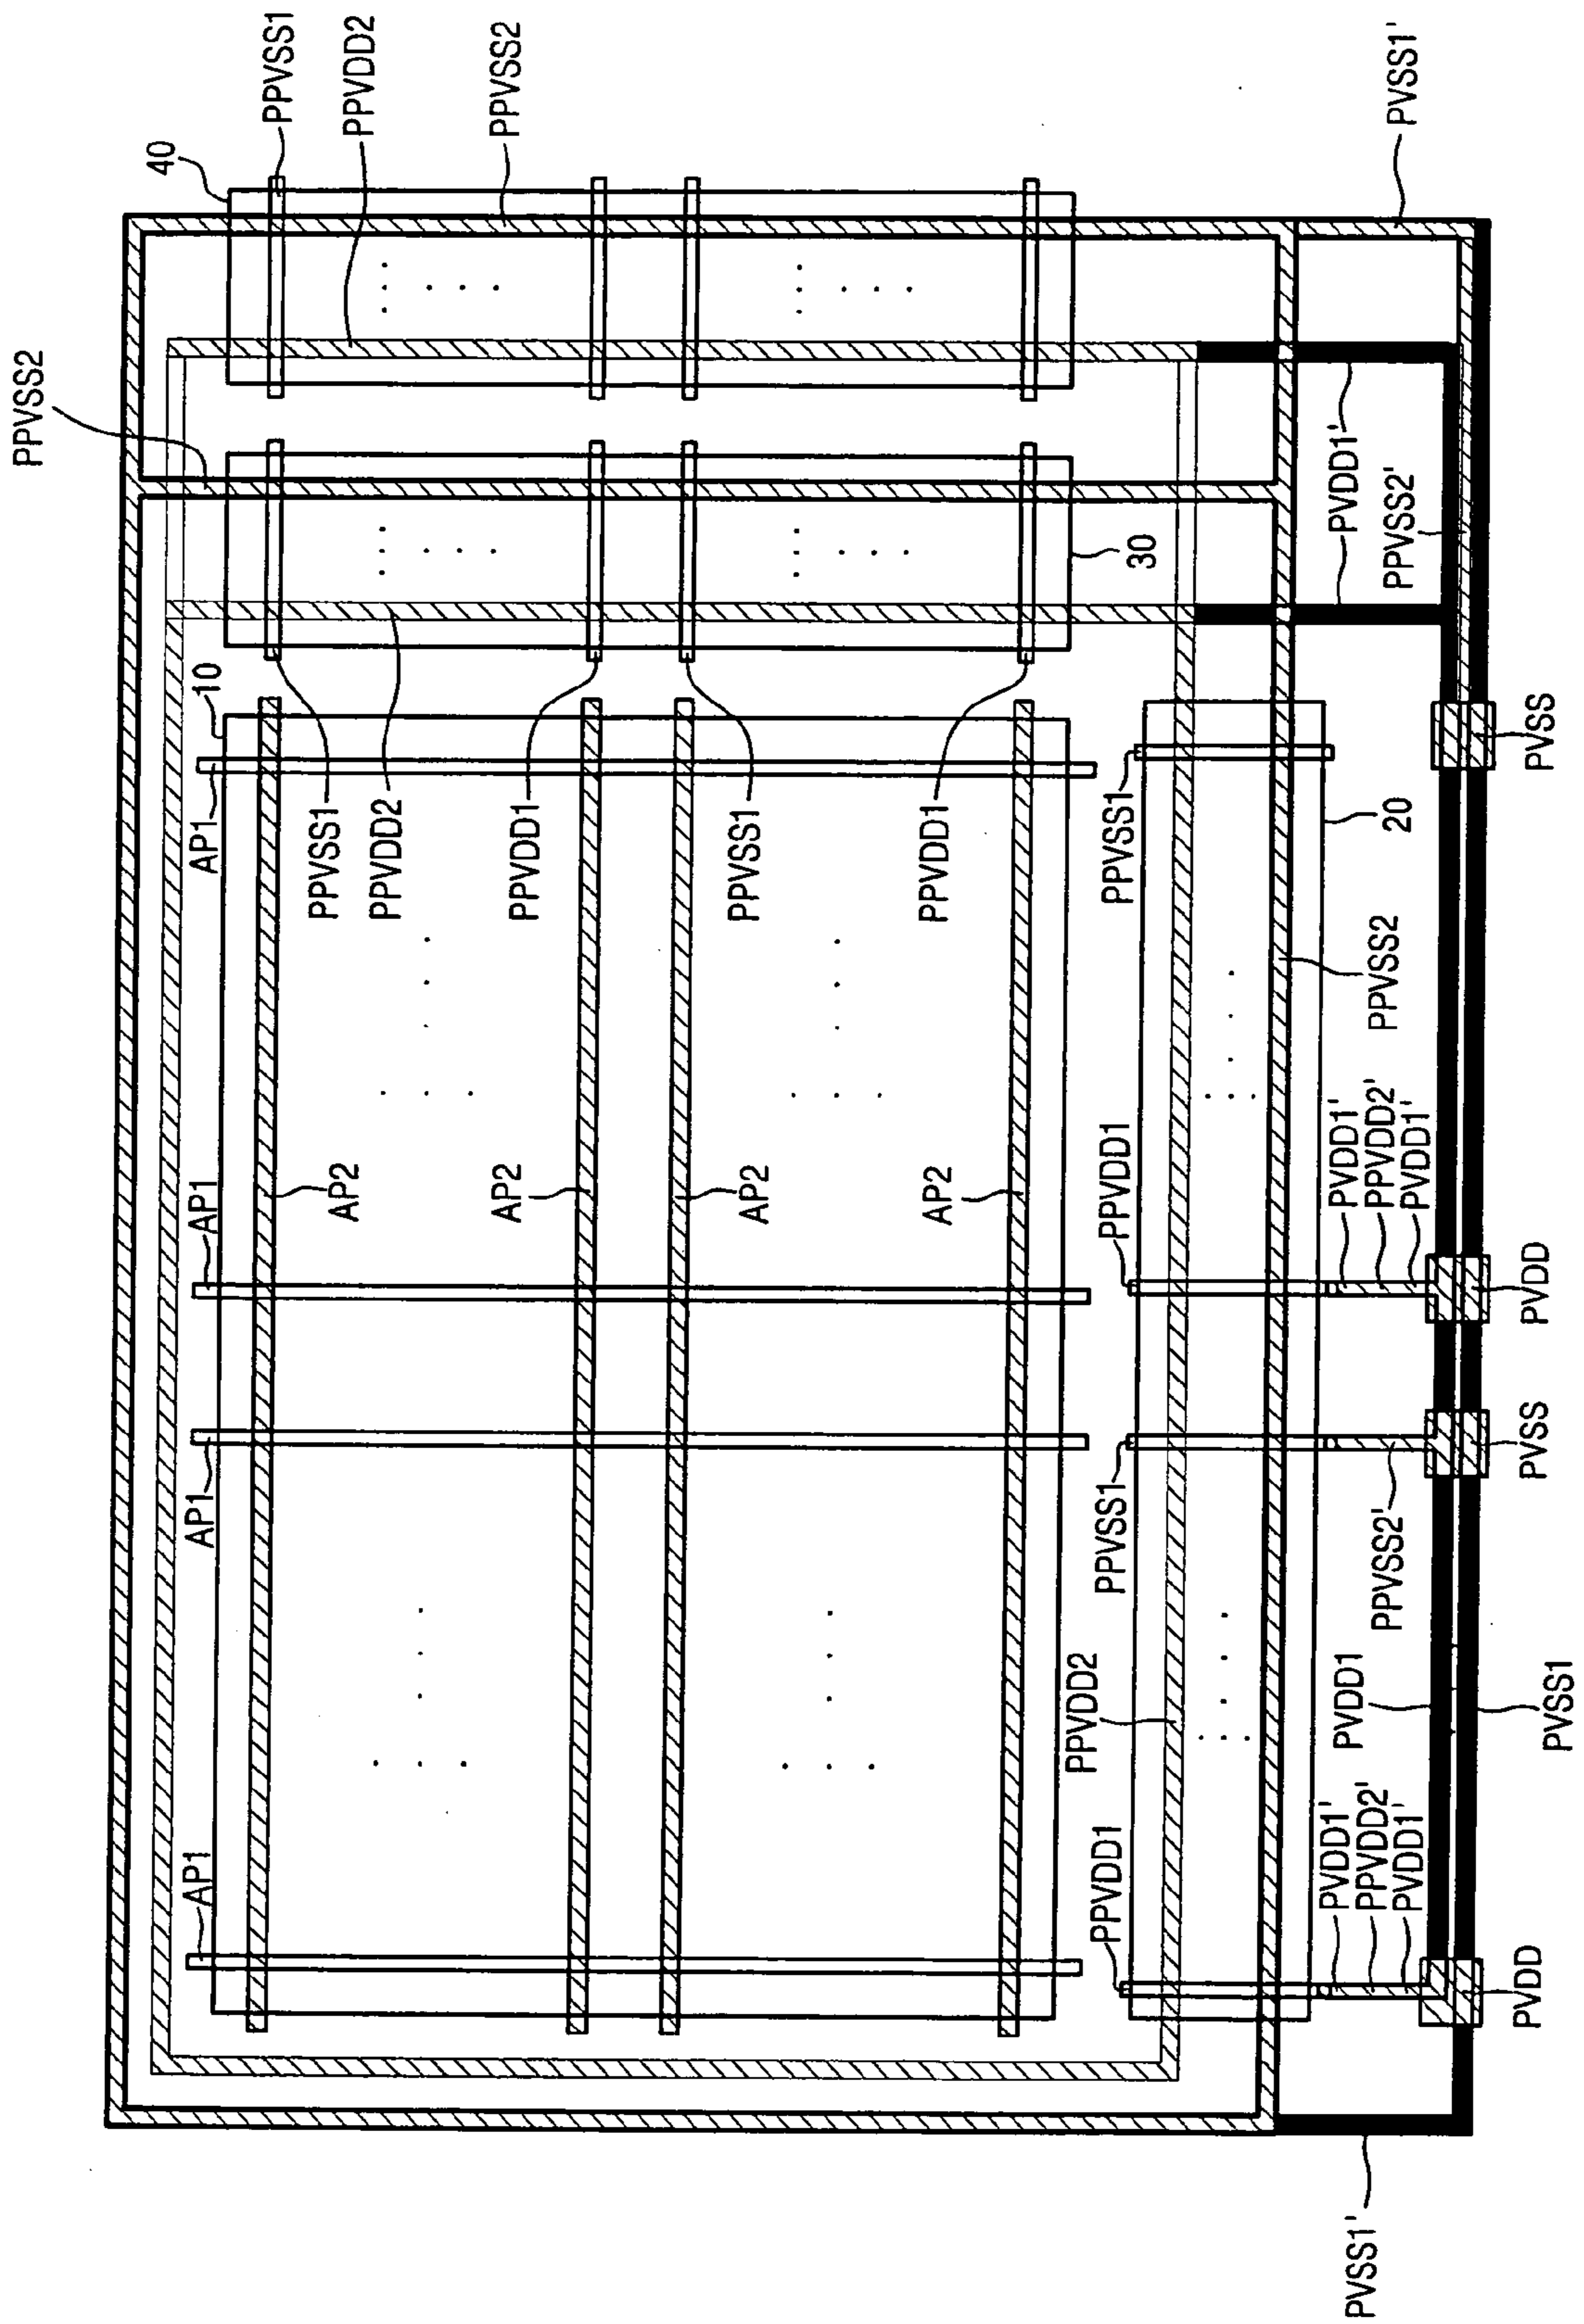 PPVSS2
40
PPVSS1
PPVDD2
PPVSS2
PVSS1'
10
AP1
PPVSS1
PPVDD2
PPVDD1
PPVSS1
PPVDD1
30
PVDD1'
PPVSS2'
PPVSS1
20
PVSS
PPVSS2
AP1
AP2
AP2
AP2
AP2
PPVDD1
PVDD1'
PPVDD2'
PVDD1'
PVDD
AP1
PPVSS1
PPVSS2'
PVSS
PPVDD2
PVDD1
PVSS1
AP1
PPVDD1
PVDD1'
PPVDD2'
PVDD1'
PVDD
PVSS1'